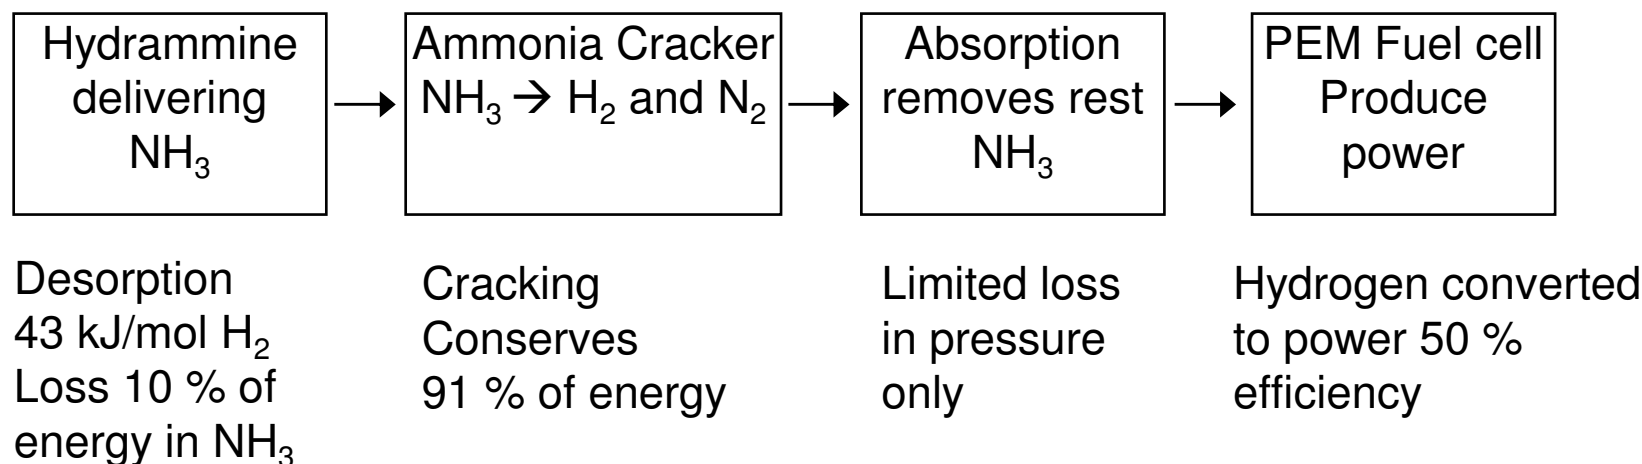 Hydrammine
delivering
NH₃
Ammonia Cracker
NH₃ → H₂ and N₂
Absorption
removes rest
NH₃
PEM Fuel cell
Produce
power
Desorption
43 kJ/mol H₂
Loss 10 % of
energy in NH₃
Cracking
Conserves
91 % of energy
Limited loss
in pressure
only
Hydrogen converted
to power 50 %
efficiency